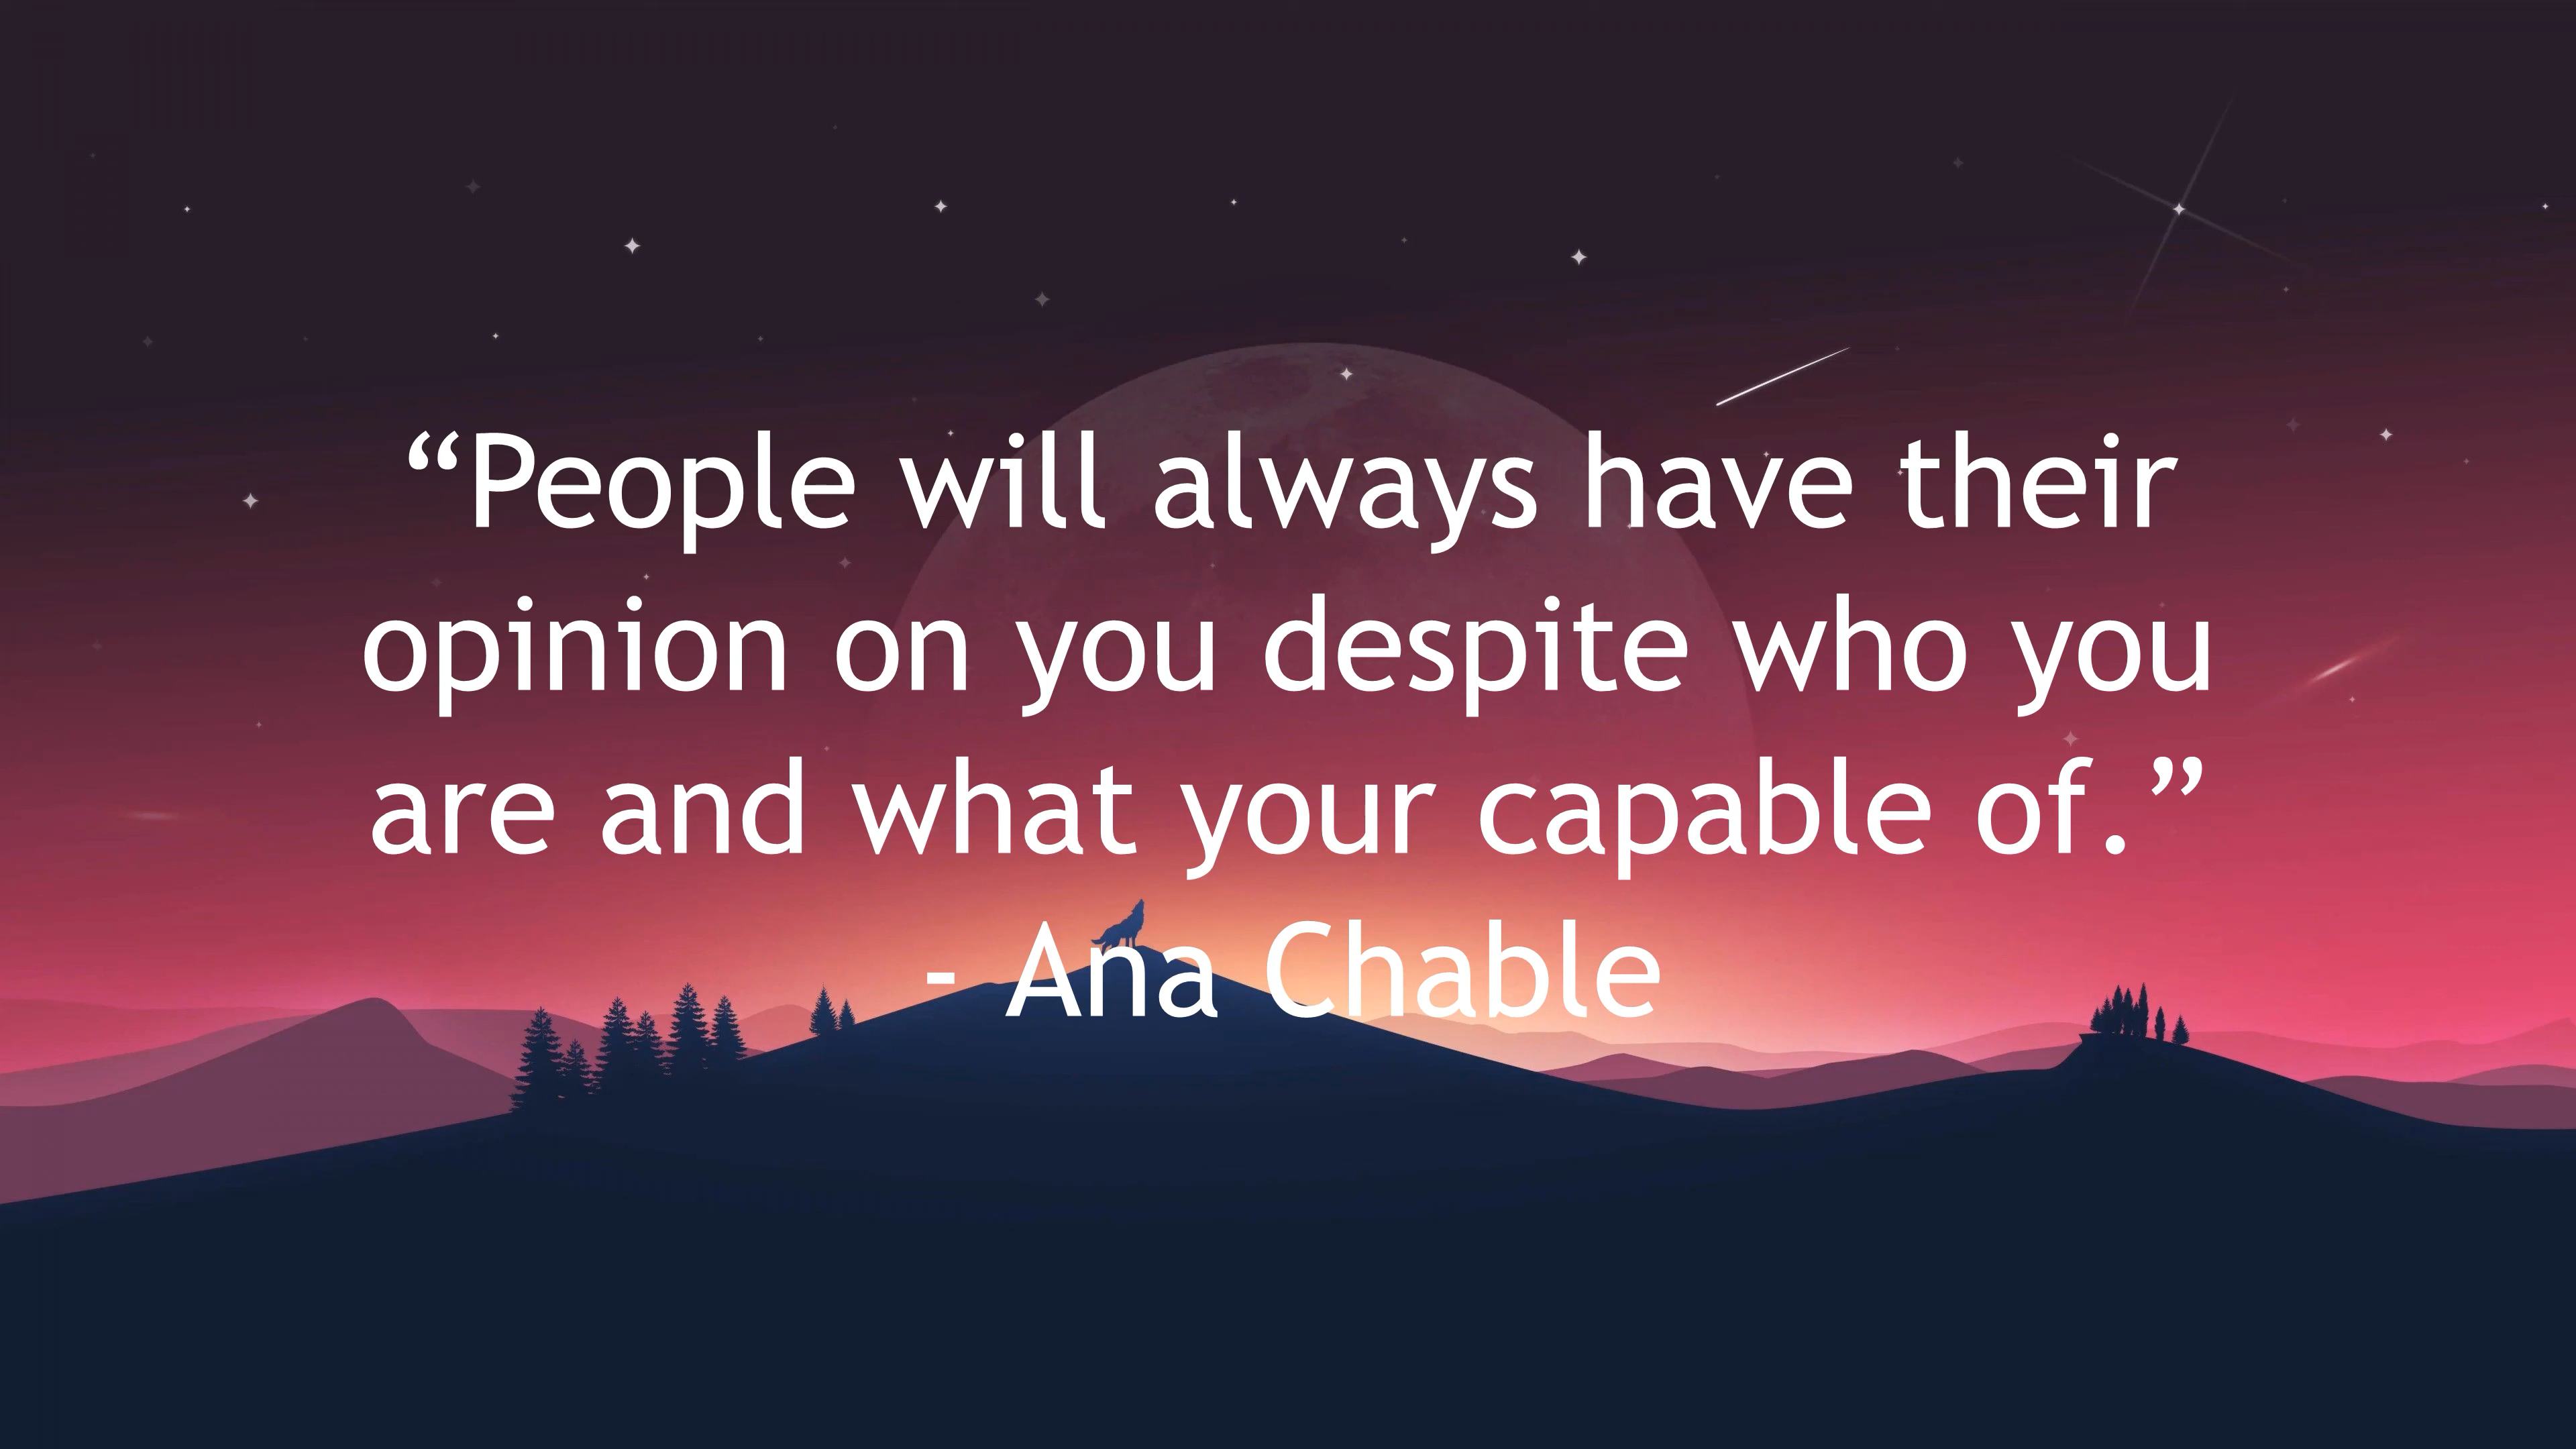 “People will always have their
opinion on you despite who you
are and what your capable of.”
- Ana Chable